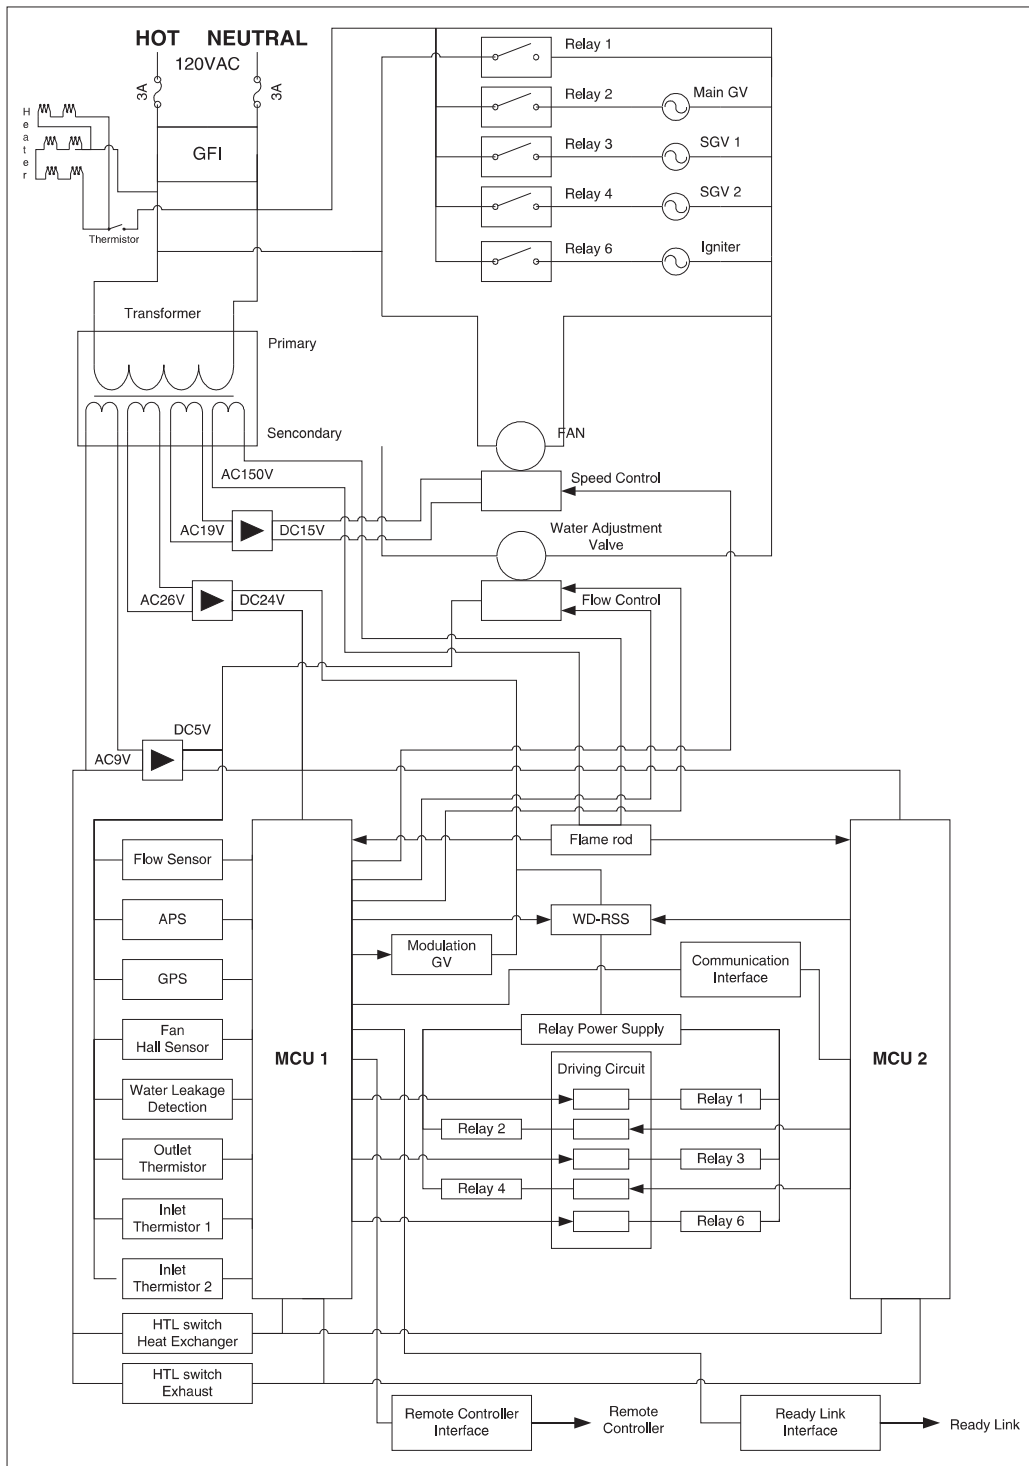 HOT NEUTRAL
120VAC
3A
3A
Heater
GFI
Thermistor
Relay 1
Relay 2
Main GV
Relay 3
SGV 1
Relay 4
SGV 2
Relay 6
Igniter
Transformer
Primary
Sencondary
FAN
AC150V
Speed Control
AC19V
DC15V
Water Adjustment
Valve
AC26V
DC24V
Flow Control
DC5V
AC9V
Flow Sensor
APS
GPS
Fan
Hall Sensor
Water Leakage
Detection
Outlet
Thermistor
Inlet
Thermistor 1
Inlet
Thermistor 2
HTL switch
Heat Exchanger
HTL switch
Exhaust
MCU 1
Flame rod
WD-RSS
Modulation
GV
Communication
Interface
Relay Power Supply
Driving Circuit
Relay 1
Relay 2
Relay 3
Relay 4
Relay 6
MCU 2
Remote Controller
Interface
Remote
Controller
Ready Link
Interface
Ready Link